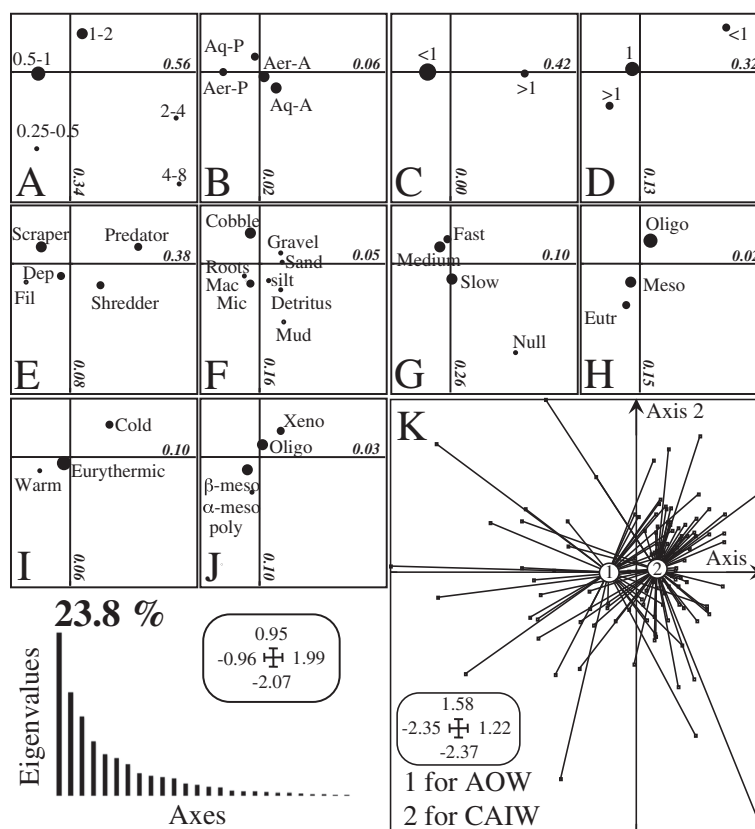 1-2
0.5-1
0.56
2-4
0.25-0.5
4-8
A
0.34
Aq-P
Aer-A
0.06
Aer-P
Aq-A
B
0.02
<1
0.42
>1
C
0.00
<1
1
0.32
>1
D
0.13
Scraper
Predator
0.38
Dep
Fil
Shredder
E
0.08
Cobble
Gravel
0.05
Sand
Roots
silt
Mac
Mic
Detritus
Mud
F
0.16
Fast
0.10
Medium
Slow
Null
G
0.26
Oligo
0.02
Meso
Eutr
H
0.15
Cold
0.10
Eurythermic
Warm
I
0.06
Xeno
Oligo
0.03
β-meso
α-meso
poly
J
0.10
K
Axis 2
Axis
1
2
23.8 %
Eigenvalues
Axes
0.95
-0.96 1.99
-2.07
1.58
-2.35 1.22
-2.37
1 for AOW
2 for CAIW